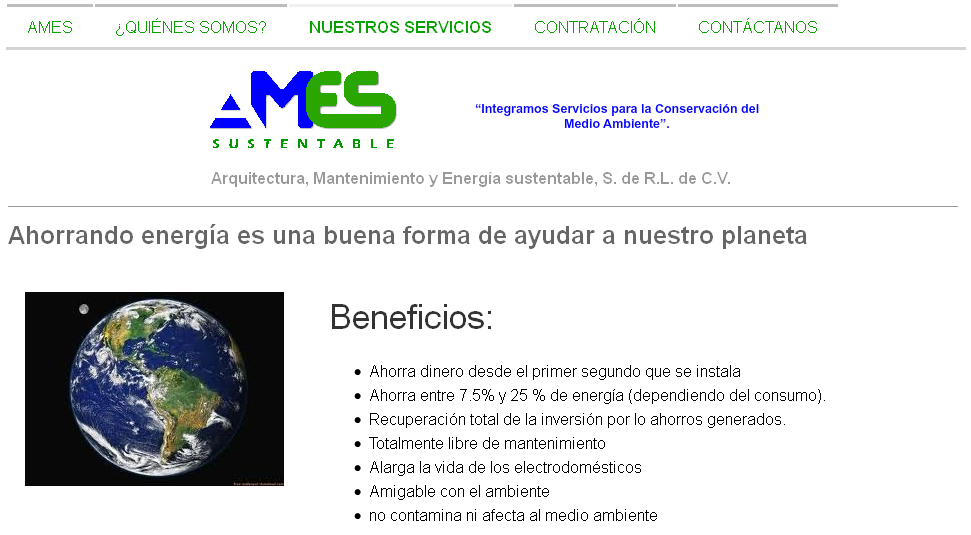 AMES
¿QUIÉNES SOMOS?
NUESTROS SERVICIOS
CONTRATACIÓN
CONTÁCTANOS
AMES
SUSTENTABLE
“Integramos Servicios para la Conservación del
Medio Ambiente”.
Arquitectura, Mantenimiento y Energía sustentable, S. de R.L. de C.V.
Ahorrando energía es una buena forma de ayudar a nuestro planeta
Beneficios:
Ahorra dinero desde el primer segundo que se instala
Ahorra entre 7.5% y 25 % de energía (dependiendo del consumo).
Recuperación total de la inversión por lo ahorros generados.
Totalmente libre de mantenimiento
Alarga la vida de los electrodomésticos
Amigable con el ambiente
no contamina ni afecta al medio ambiente